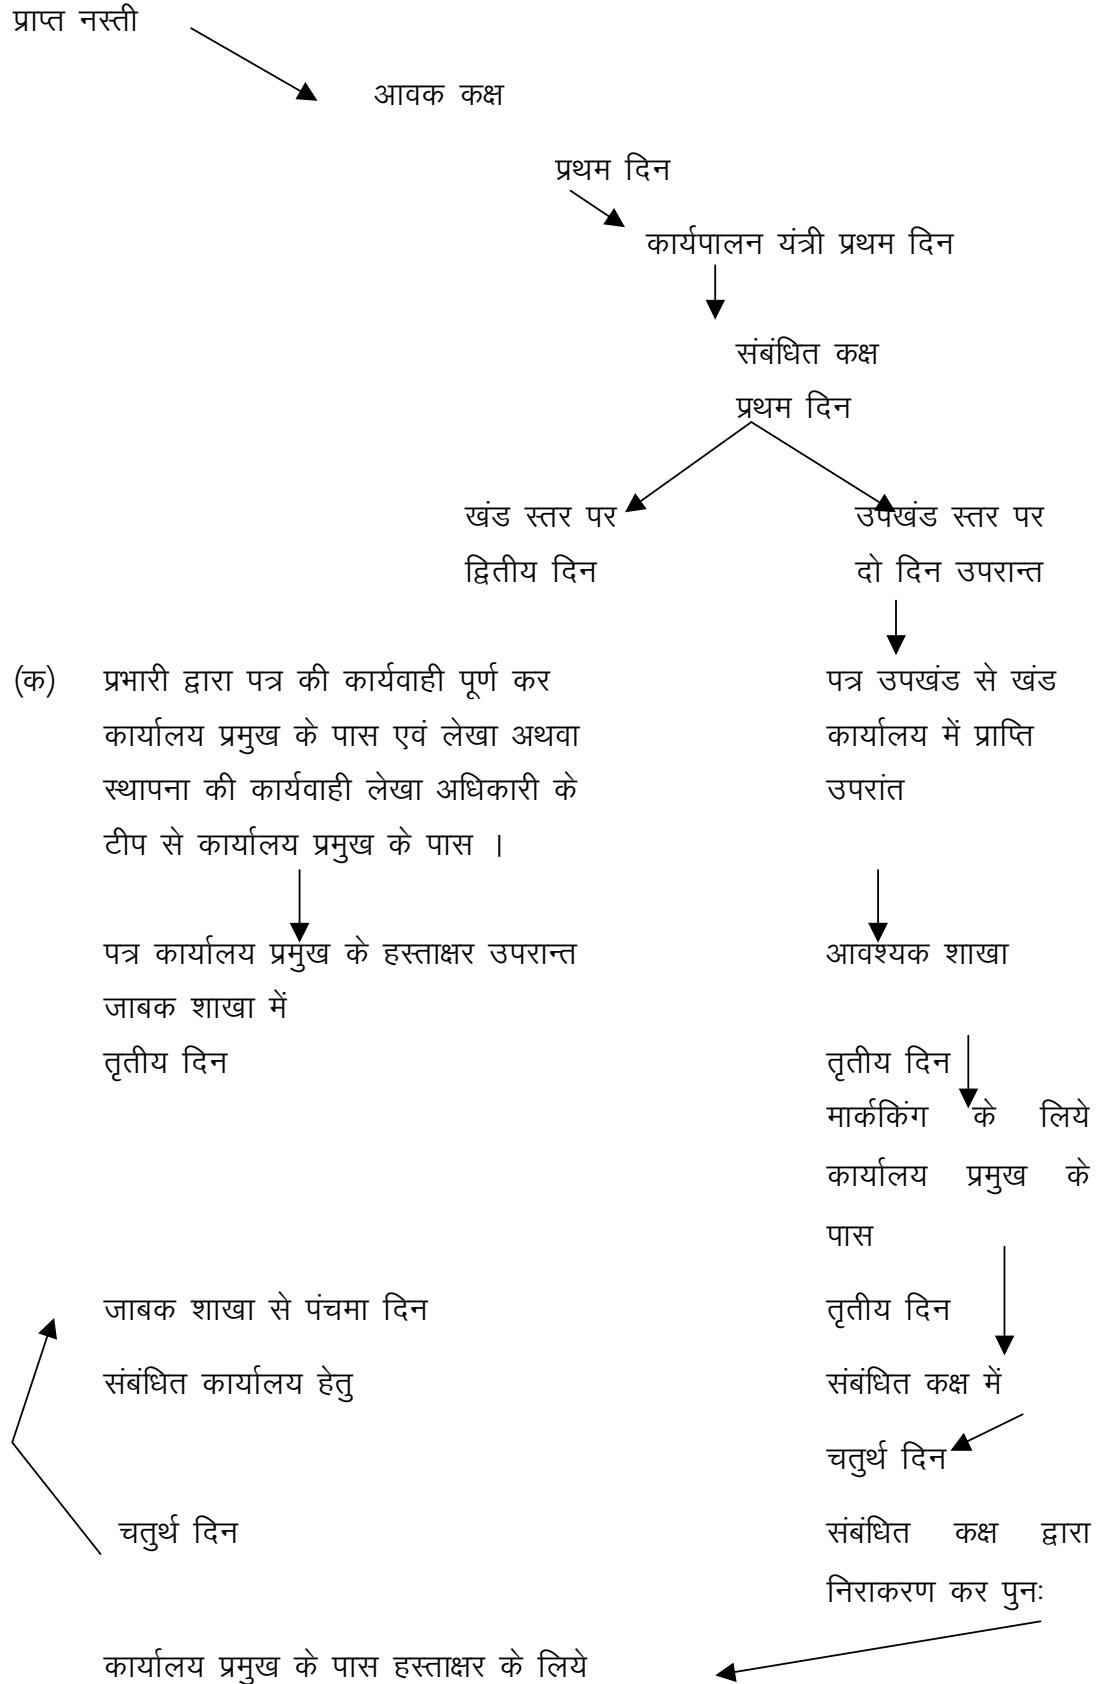 प्राप्त नस्ती
आवक कक्ष
प्रथम दिन
कार्यपालन यंत्री प्रथम दिन
संबंधित कक्ष
प्रथम दिन
खंड स्तर पर
द्वितीय दिन
उपखंड स्तर पर
दो दिन उपरान्त
(क) प्रभारी द्वारा पत्र की कार्यवाही पूर्ण कर
कार्यालय प्रमुख के पास एवं लेखा अथवा
स्थापना की कार्यवाही लेखा अधिकारी के
टीप से कार्यालय प्रमुख के पास ।
पत्र उपखंड से खंड
कार्यालय में प्राप्ति
उपरांत
पत्र कार्यालय प्रमुख के हस्ताक्षर उपरान्त
जाबक शाखा में
तृतीय दिन
आवश्यक शाखा
तृतीय दिन
मार्ककिंग के लिये
कार्यालय प्रमुख के
पास
जाबक शाखा से पंचमा दिन
संबंधित कार्यालय हेतु
चतुर्थ दिन
तृतीय दिन
संबंधित कक्ष में
चतुर्थ दिन
संबंधित कक्ष द्वारा
निराकरण कर पुनः
कार्यालय प्रमुख के पास हस्ताक्षर के लिये